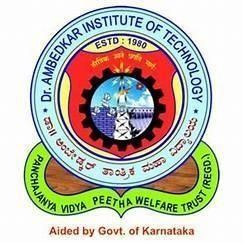 Dr. AMBEDKAR INSTITUTE OF TECHNOLOGY
ESTD : 1980
ಡಾ॥ ಅಂಬೇಡ್ಕರ್ ತಾಂತ್ರಿಕ ಮಹಾ ವಿದ್ಯಾಲಯ
PANCHAJANYA VIDYA PEETHA WELFARE TRUST (REGD.)
Aided by Govt. of Karnataka